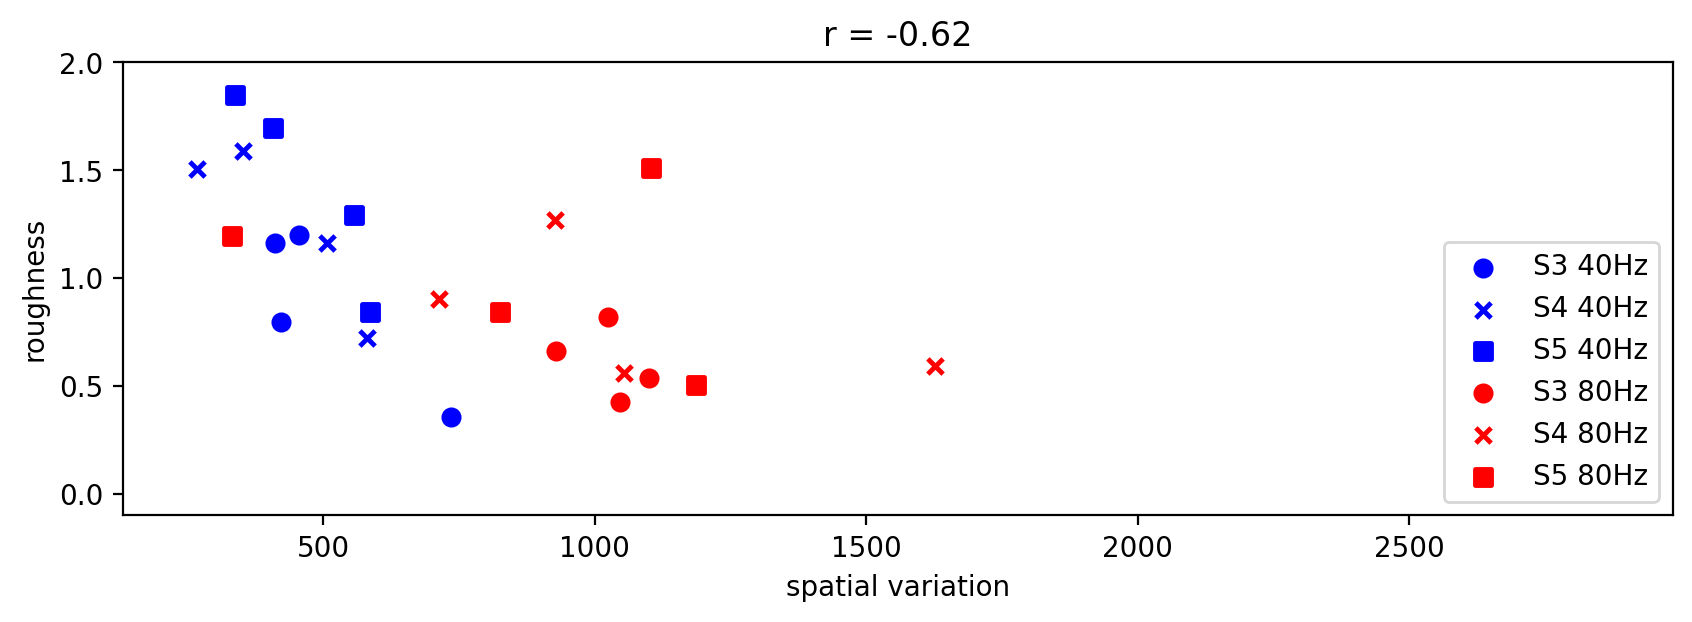 r = -0.62
2.0
1.5
1.0
0.5
0.0
roughness
500 1000 1500 2000 2500
spatial variation
S3 40Hz
S4 40Hz
S5 40Hz
S3 80Hz
S4 80Hz
S5 80Hz